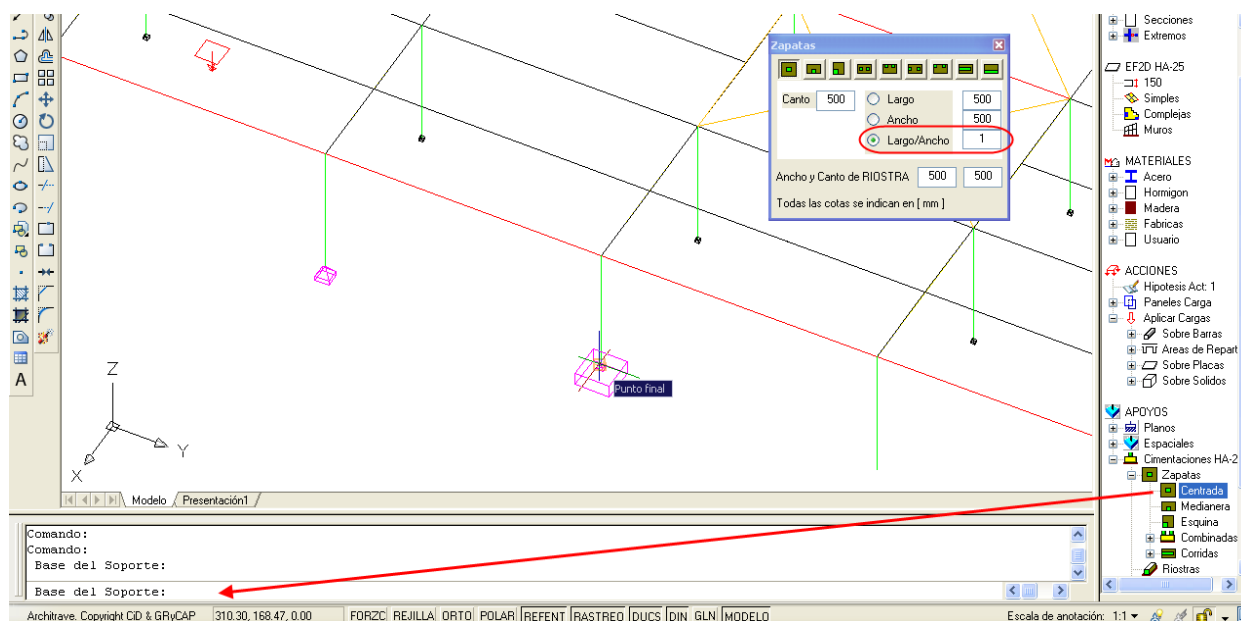 Secciones
Extremos
EF2D HA-25
150
Simples
Complejas
Muros
MATERIALES
Acero
Hormigon
Madera
Fabricas
Usuario
ACCIONES
Hipotesis Act: 1
Paneles Carga
Aplicar Cargas
Sobre Barras
Areas de Repart
Sobre Placas
Sobre Solidos
APOYOS
Planos
Espaciales
Cimentaciones HA-2
Zapatas
Centrada
Medianera
Esquina
Combinadas
Corridas
Riostras
Zapatas
Canto 500 Largo 500
Ancho 500
Largo/Ancho 1
Ancho y Canto de RIOSTRA 500 500
Todas las cotas se indican en [ mm ]
Punto final
Z
Y
X
A
Modelo Presentación1
Comando:
Comando:
Base del Soporte:
Base del Soporte:
Architrave. Copyright CiD & GRyCAP 310.30, 168.47, 0.00 FORZC REJILLA ORTO POLAR REFENT RASTREO DUCS DIN GLN MODELO Escala de anotación: 1:1